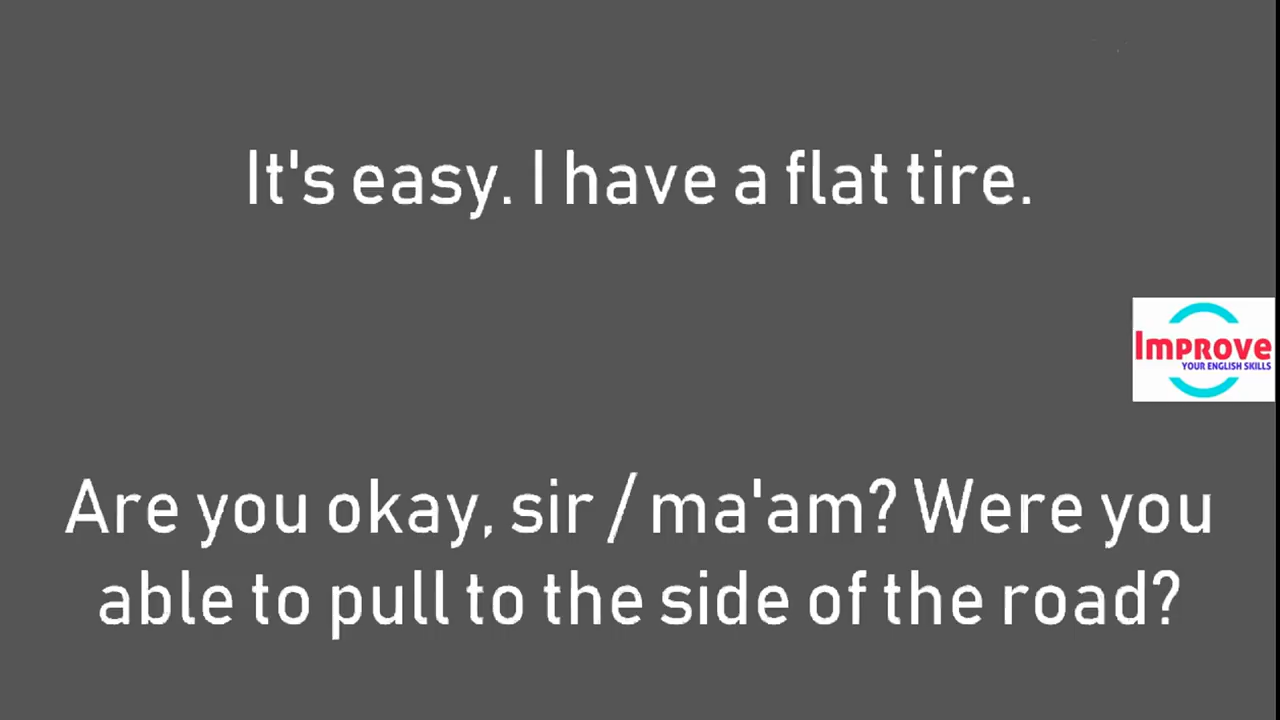 It's easy. I have a flat tire.
Improve
YOUR ENGLISH SKILLS
Are you okay, sir / ma'am? Were you
able to pull to the side of the road?